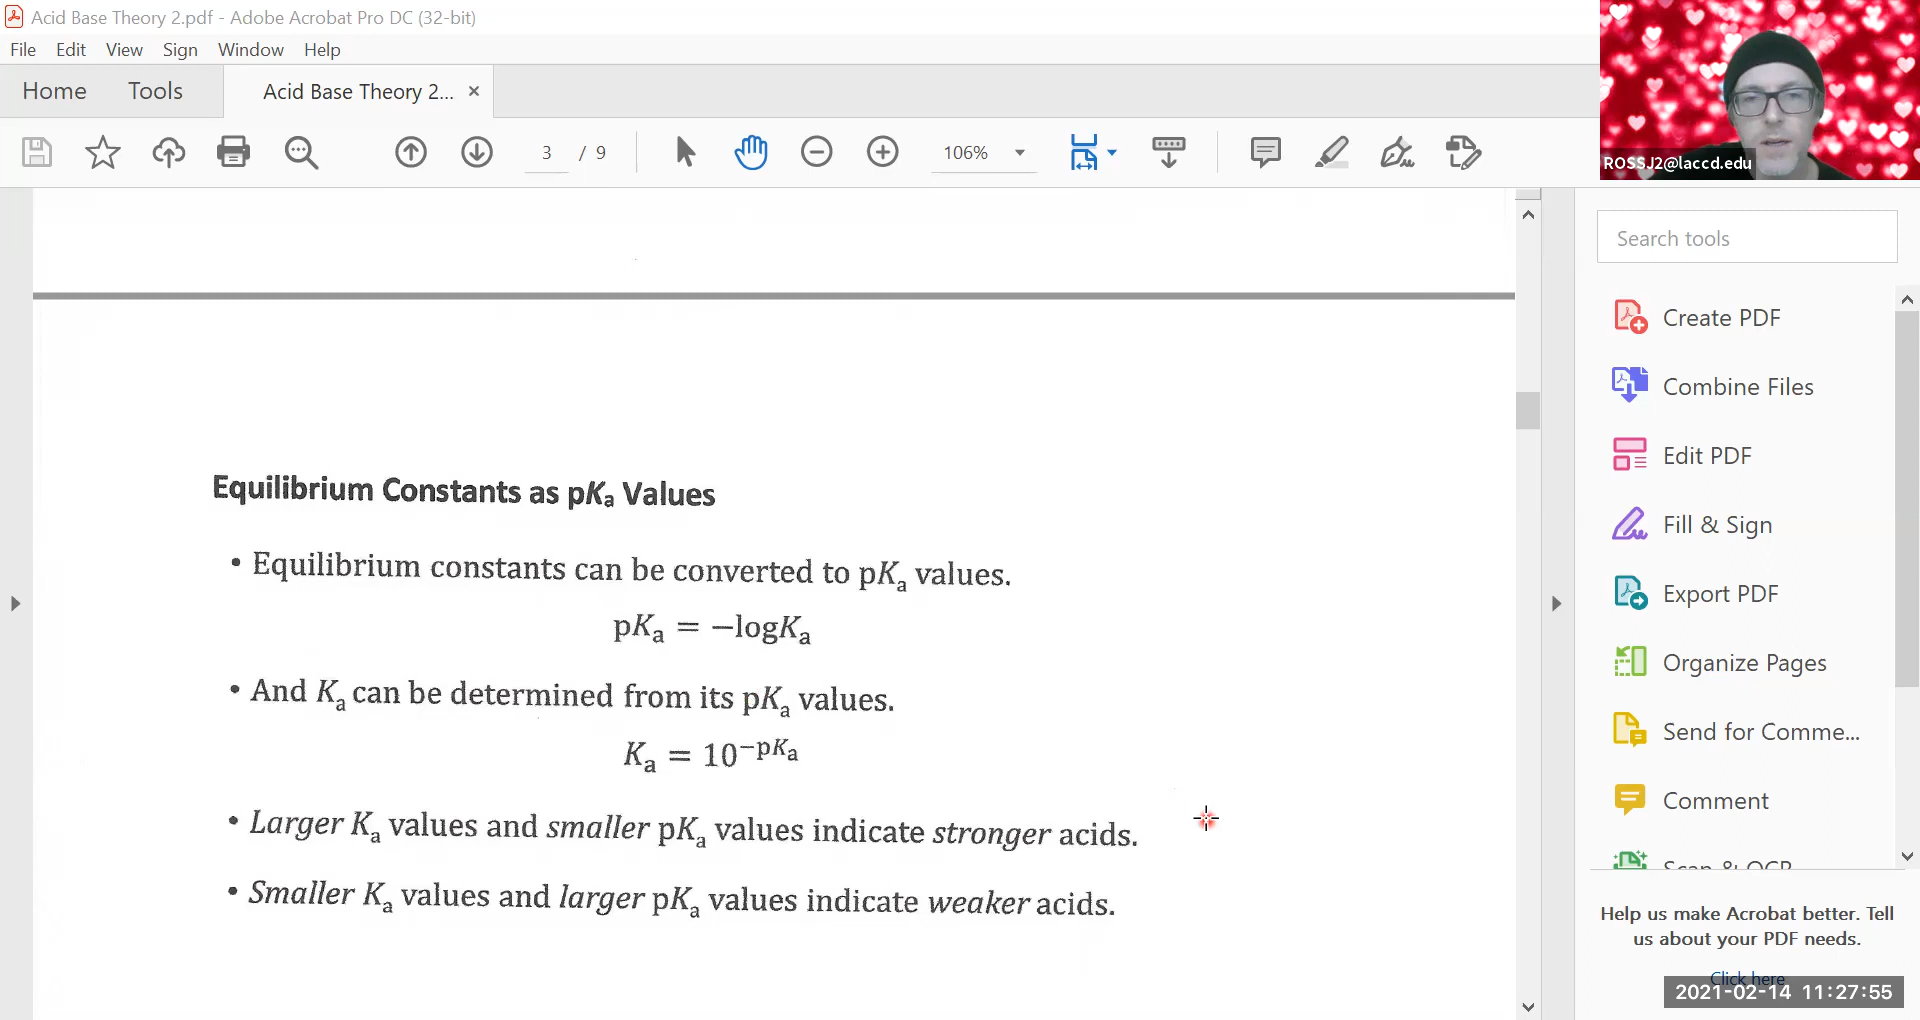 Acid Base Theory 2.pdf - Adobe Acrobat Pro DC (32-bit)
File Edit View Sign Window Help
Home Tools Acid Base Theory 2... ×
3 / 9 106%
ROSSJ2@laccd.edu
Equilibrium Constants as pKₐ Values
• Equilibrium constants can be converted to pKₐ values.
pKₐ = −logKₐ
• And Kₐ can be determined from its pKₐ values.
Kₐ = 10^−pKₐ
• Larger Kₐ values and smaller pKₐ values indicate stronger acids.
• Smaller Kₐ values and larger pKₐ values indicate weaker acids.
Search tools
Create PDF
Combine Files
Edit PDF
Fill & Sign
Export PDF
Organize Pages
Send for Comme...
Comment
Scan & OCR
Help us make Acrobat better. Tell
us about your PDF needs.
Click here
2021-02-14 11:27:55